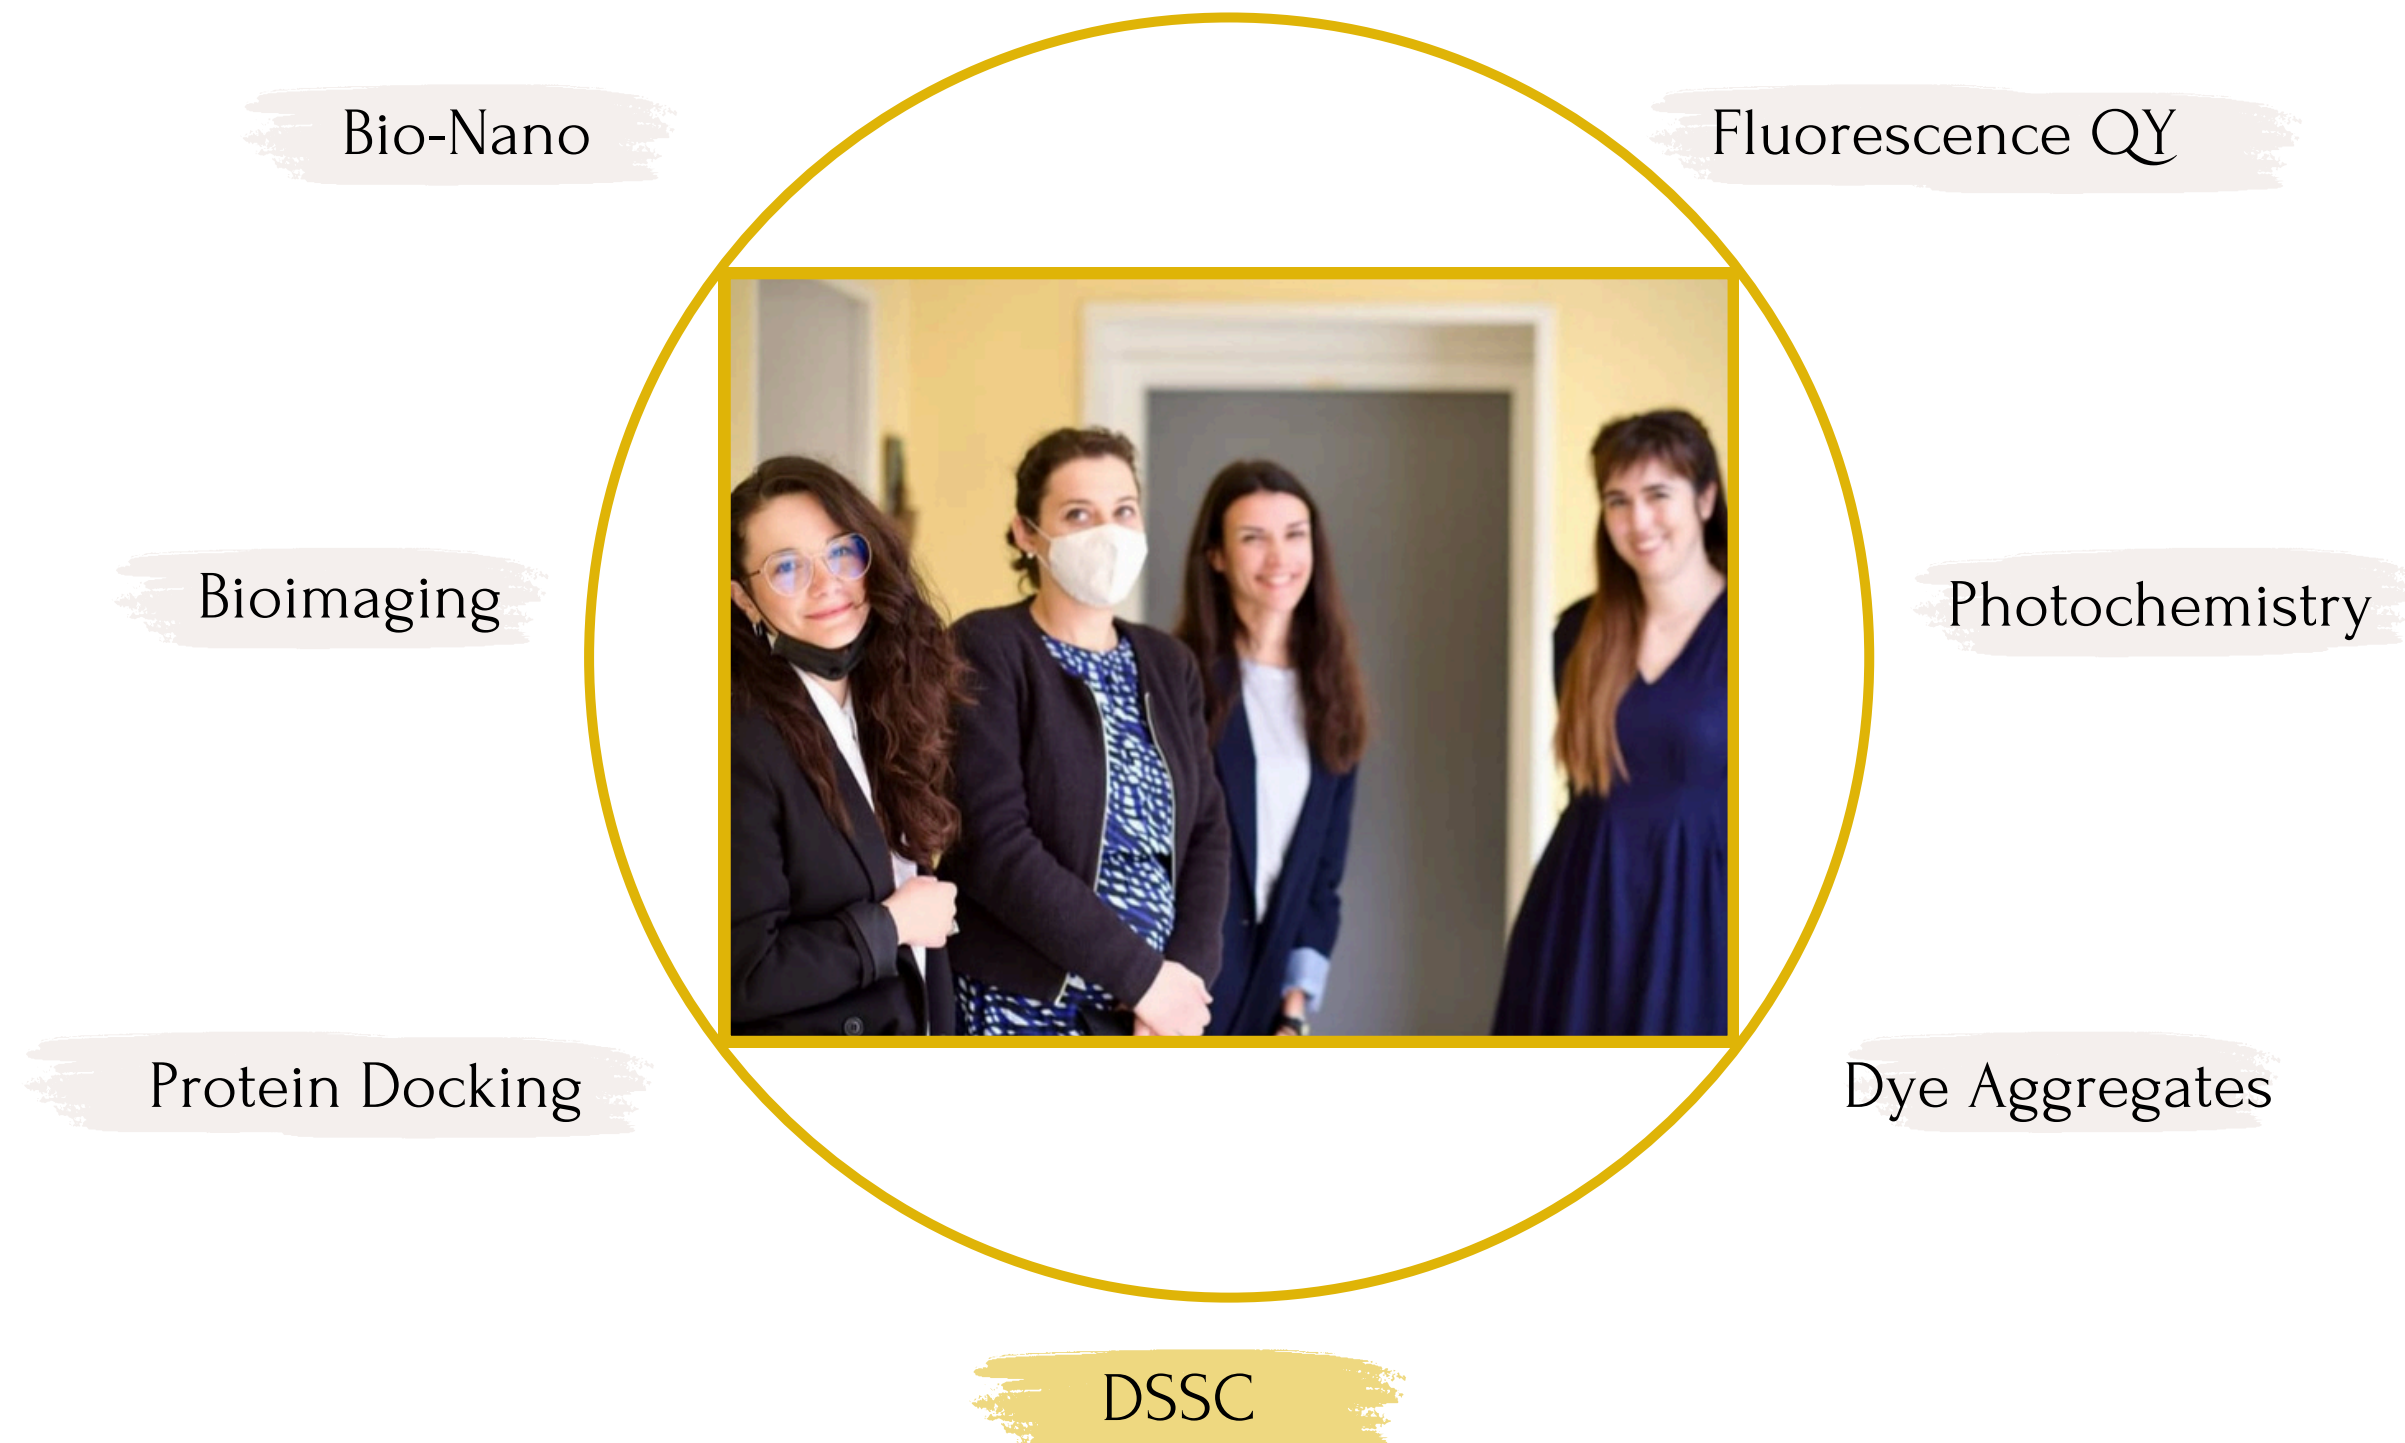 Bio-Nano
Fluorescence QY
Bioimaging
Photochemistry
Protein Docking
Dye Aggregates
DSSC